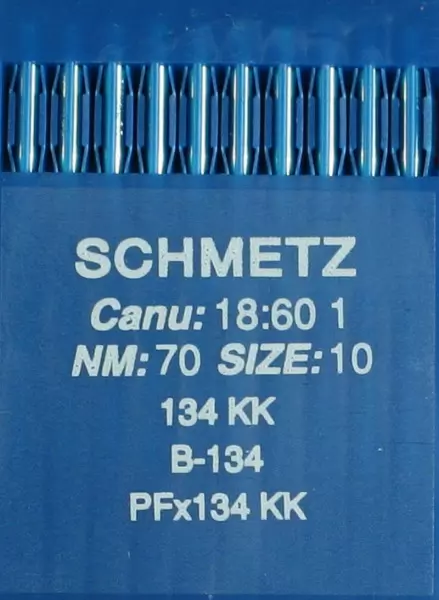 SCHMETZ
Canu: 18:60 1
NM: 70 SIZE: 10
134 KK
B-134
PFx134 KK